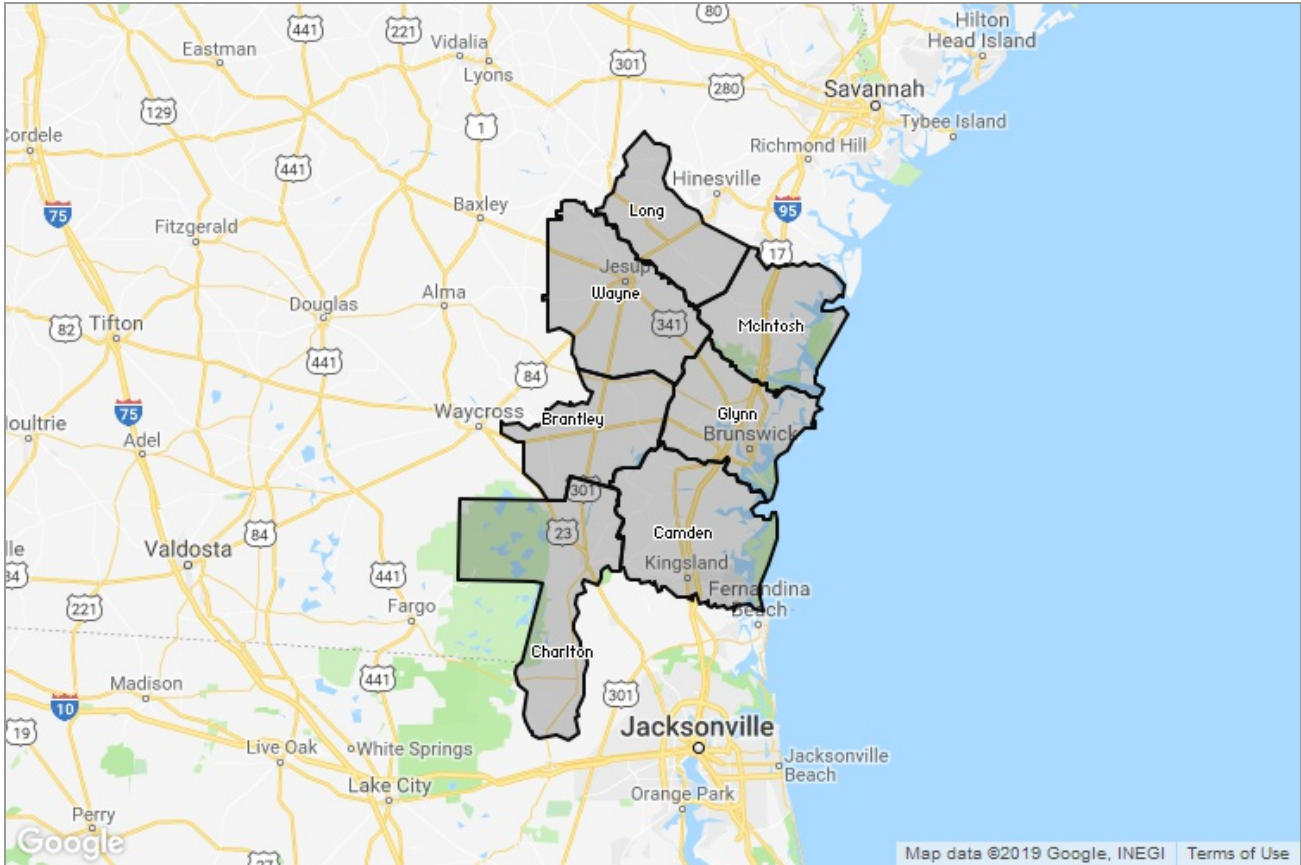 80
Hilton
Head Island
441
221
Vidalia
Eastman
Lyons
301
280
Savannah
129
1
Tybee Island
Cordele
Richmond Hill
441
Hinesville
75
Baxley
Long
95
Fitzgerald
17
Jesup
Alma
Wayne
Douglas
82
Tifton
341
McIntosh
441
84
75
Waycross
Brantley
Glynn
Moultrie
Adel
Brunswick
301
84
23
Camden
Valdosta
Kingsland
441
Fernandina
Beach
84
221
Fargo
Charlton
441
Madison
301
10
19
Jacksonville
Live Oak
White Springs
Jacksonville
Beach
Lake City
Orange Park
Perry
Google
27
Map data ©2019 Google, INEGI
Terms of Use